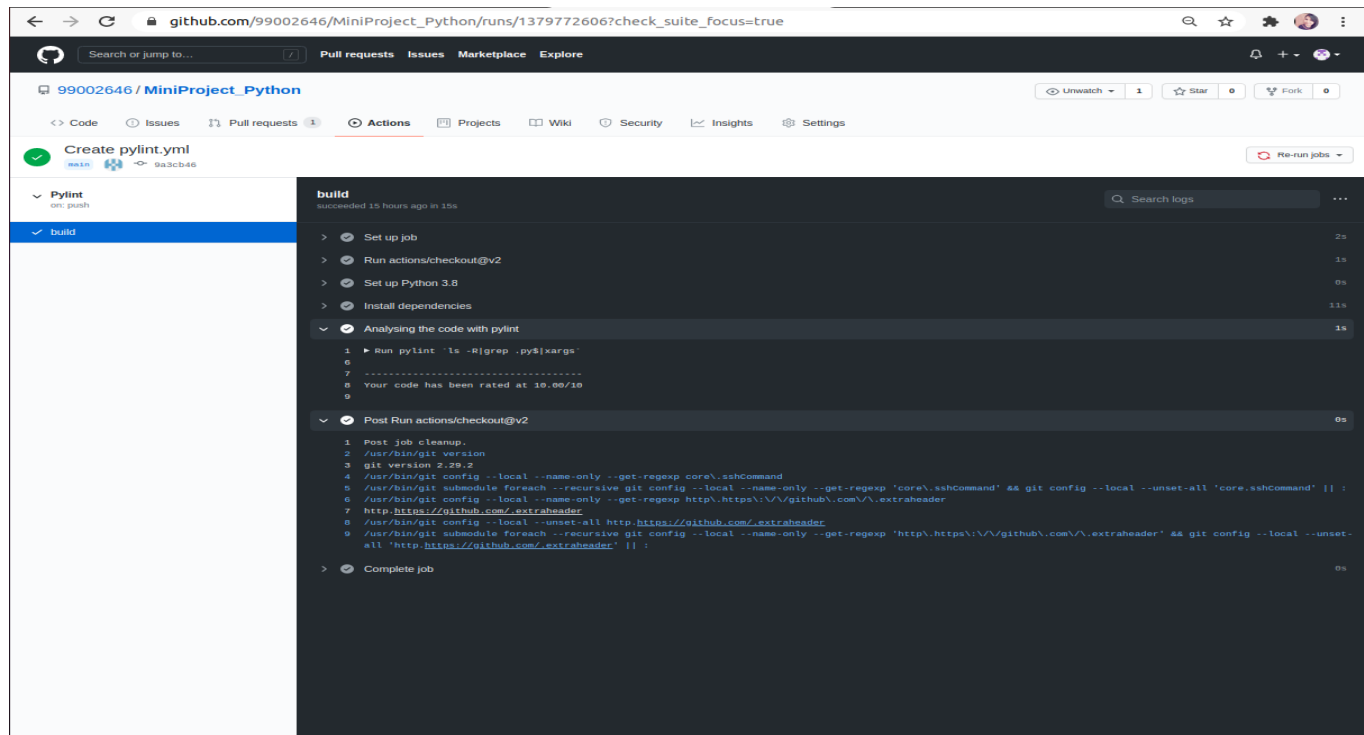 github.com/99002646/MiniProject_Python/runs/1379772606?check_suite_focus=true
Search or jump to... / Pull requests Issues Marketplace Explore
99002646 / MiniProject_Python Unwatch 1 Star 0 Fork 0
<> Code Issues Pull requests 1 Actions Projects Wiki Security Insights Settings
Create pylint.yml
main 9a3cb46
Re-run jobs
Pylint
on: push
build
build
succeeded 15 hours ago in 15s
Search logs
Set up job 2s
Run actions/checkout@v2 1s
Set up Python 3.8 0s
Install dependencies 11s
Analysing the code with pylint 1s
1 ▶ Run pylint `ls -R|grep .py$|xargs`
6
7 ------------------------------------
8 Your code has been rated at 10.00/10
9
Post Run actions/checkout@v2 0s
1 Post job cleanup.
2 /usr/bin/git version
3 git version 2.29.2
4 /usr/bin/git config --local --name-only --get-regexp core\.sshCommand
5 /usr/bin/git submodule foreach --recursive git config --local --name-only --get-regexp 'core\.sshCommand' && git config --local --unset-all 'core.sshCommand' || :
6 /usr/bin/git config --local --name-only --get-regexp http\.https\:\/\/github\.com\/\.extraheader
7 http.https://github.com/.extraheader
8 /usr/bin/git config --local --unset-all http.https://github.com/.extraheader
9 /usr/bin/git submodule foreach --recursive git config --local --name-only --get-regexp 'http\.https\:\/\/github\.com\/\.extraheader' && git config --local --unset-
all 'http.https://github.com/.extraheader' || :
Complete job 0s